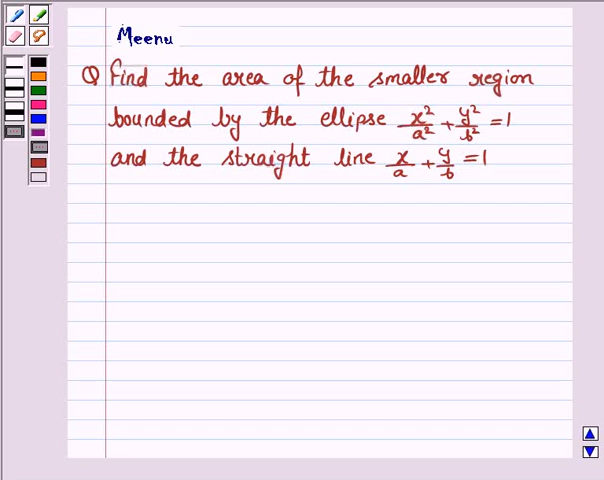 Meenu
Q Find the area of the smaller region
bounded by the ellipse x²/a² + y²/b² = 1
and the straight line x/a + y/b = 1